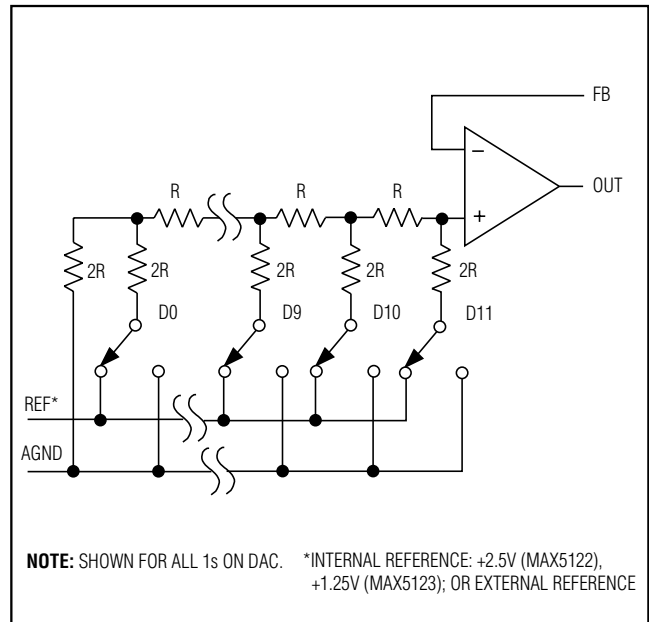 FB
OUT
R R R
− +
2R 2R 2R 2R 2R
D0 D9 D10 D11
REF*
AGND
NOTE: SHOWN FOR ALL 1s ON DAC. *INTERNAL REFERENCE: +2.5V (MAX5122),
+1.25V (MAX5123); OR EXTERNAL REFERENCE